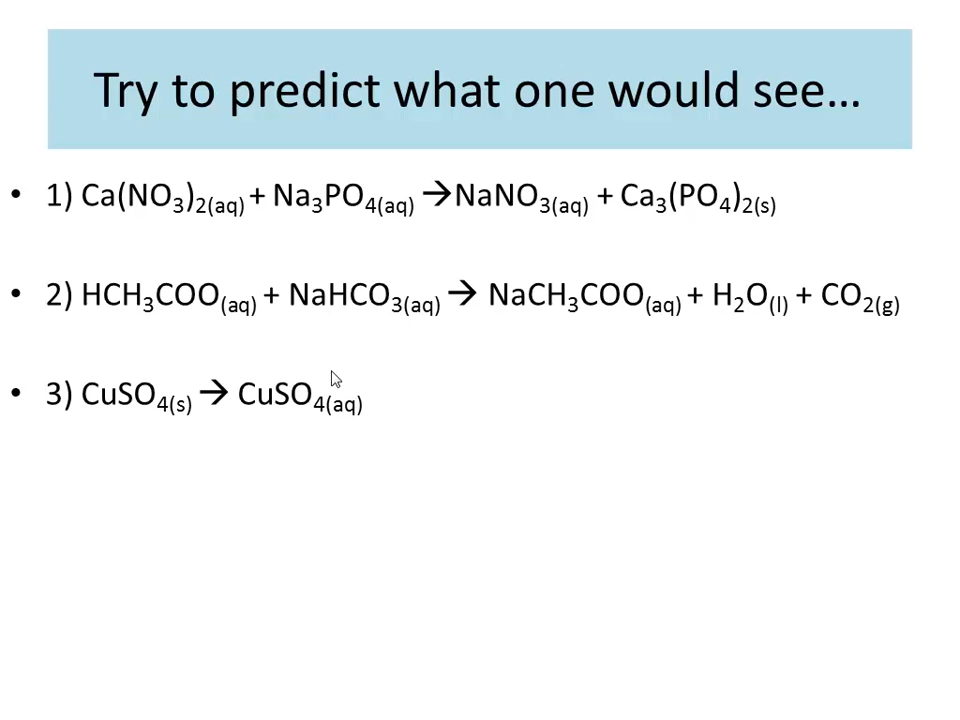 Try to predict what one would see…
• 1) Ca(NO₃)₂₍aq₎ + Na₃PO₄₍aq₎ →NaNO₃₍aq₎ + Ca₃(PO₄)₂₍s₎
• 2) HCH₃COO₍aq₎ + NaHCO₃₍aq₎ → NaCH₃COO₍aq₎ + H₂O₍l₎ + CO₂₍g₎
• 3) CuSO₄₍s₎ → CuSO₄₍aq₎